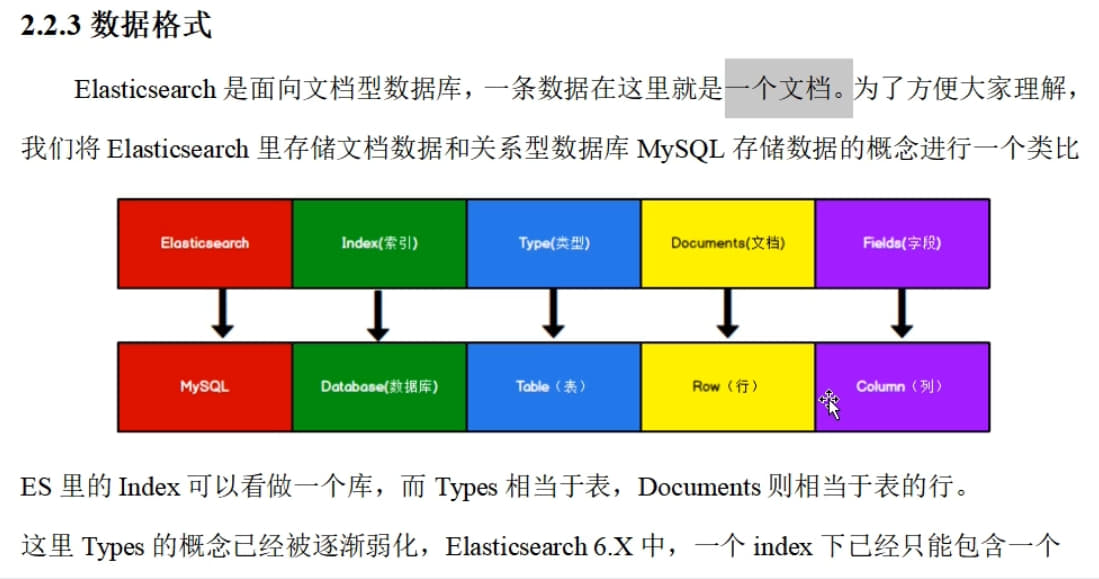 2.2.3 数据格式
Elasticsearch 是面向文档型数据库，一条数据在这里就是一个文档。为了方便大家理解，
我们将 Elasticsearch 里存储文档数据和关系型数据库 MySQL 存储数据的概念进行一个类比
Elasticsearch Index(索引) Type(类型) Documents(文档) Fields(字段)
MySQL Database(数据库) Table（表） Row（行） Column（列）
ES 里的 Index 可以看做一个库，而 Types 相当于表，Documents 则相当于表的行。
这里 Types 的概念已经被逐渐弱化，Elasticsearch 6.X 中，一个 index 下已经只能包含一个